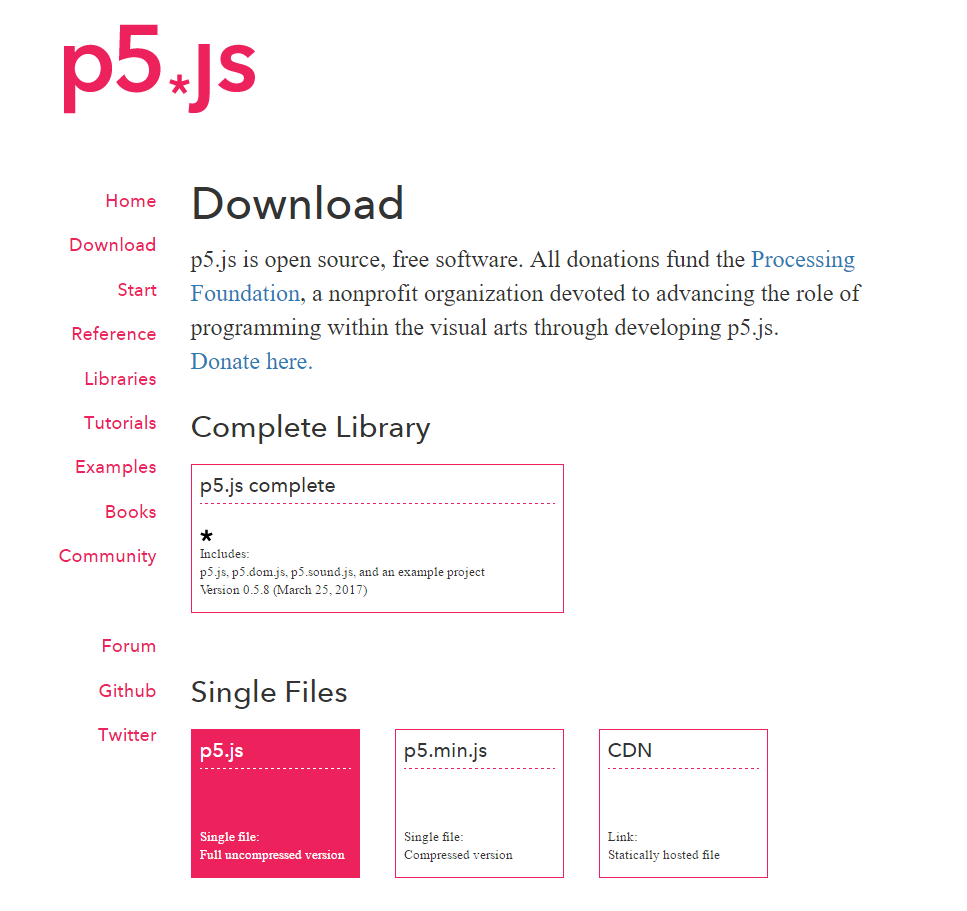 p5*js
Home
Download
Start
Reference
Libraries
Tutorials
Examples
Books
Community
Forum
Github
Twitter
Download
p5.js is open source, free software. All donations fund the Processing
Foundation, a nonprofit organization devoted to advancing the role of
programming within the visual arts through developing p5.js.
Donate here.
Complete Library
p5.js complete
*
Includes:
p5.js, p5.dom.js, p5.sound.js, and an example project
Version 0.5.8 (March 25, 2017)
Single Files
p5.js
Single file:
Full uncompressed version
p5.min.js
Single file:
Compressed version
CDN
Link:
Statically hosted file